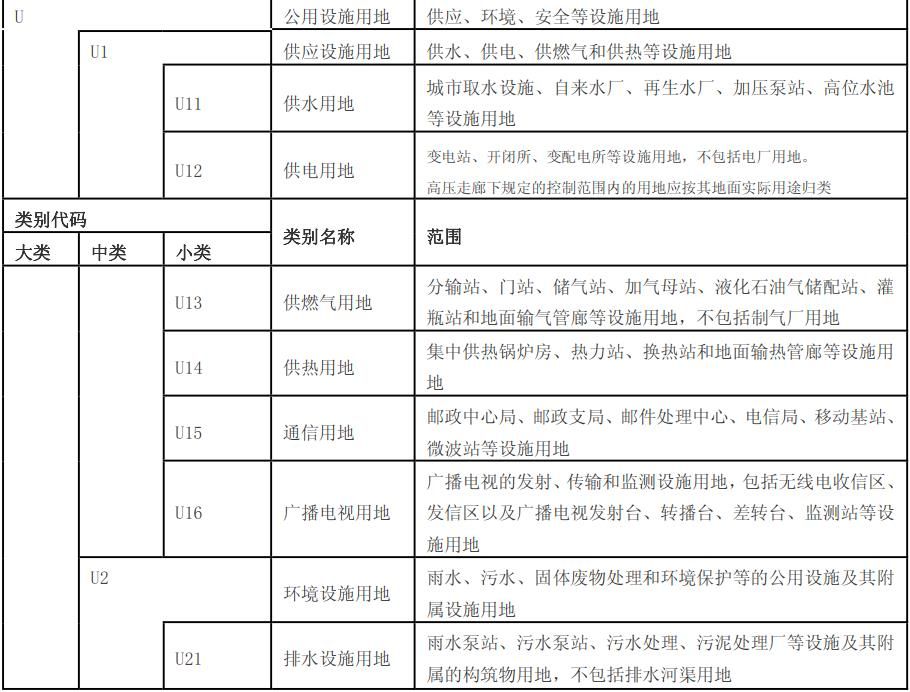 U 公用设施用地 供应、环境、安全等设施用地
U1 供应设施用地 供水、供电、供燃气和供热等设施用地
U11 供水用地 城市取水设施、自来水厂、再生水厂、加压泵站、高位水池
等设施用地
U12 供电用地 变电站、开闭所、变配电所等设施用地，不包括电厂用地。
高压走廊下规定的控制范围内的用地应按其地面实际用途归类
类别代码 类别名称 范围
大类 中类 小类
U13 供燃气用地 分输站、门站、储气站、加气母站、液化石油气储配站、灌
瓶站和地面输气管廊等设施用地，不包括制气厂用地
U14 供热用地 集中供热锅炉房、热力站、换热站和地面输热管廊等设施用
地
U15 通信用地 邮政中心局、邮政支局、邮件处理中心、电信局、移动基站、
微波站等设施用地
U16 广播电视用地 广播电视的发射、传输和监测设施用地，包括无线电收信区、
发信区以及广播电视发射台、转播台、差转台、监测站等设
施用地
U2 环境设施用地 雨水、污水、固体废物处理和环境保护等的公用设施及其附
属设施用地
U21 排水设施用地 雨水泵站、污水泵站、污水处理、污泥处理厂等设施及其附
属的构筑物用地，不包括排水河渠用地